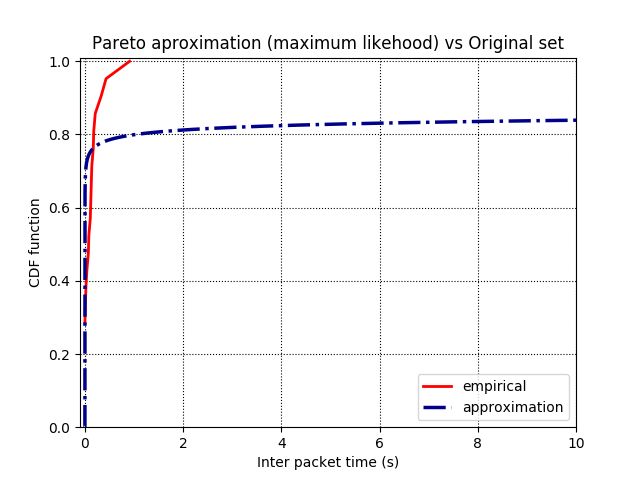 Pareto aproximation (maximum likehood) vs Original set
1.0
0.8
0.6
0.4
0.2
0.0
CDF function
0
2
4
6
8
10
Inter packet time (s)
empirical
approximation